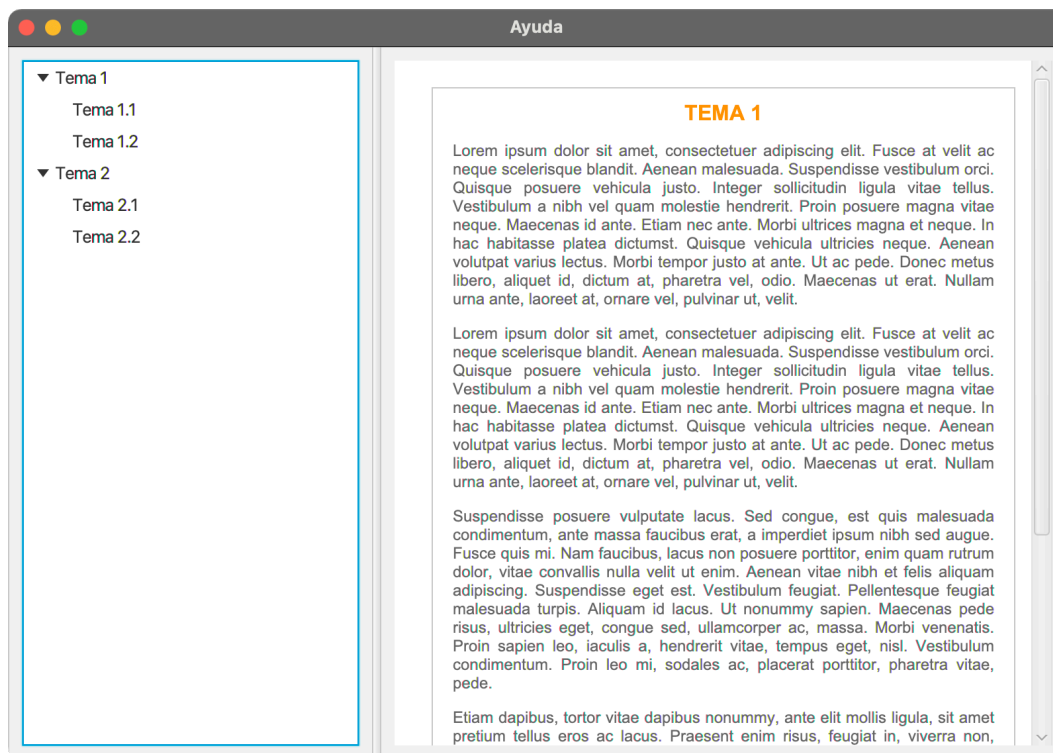 Ayuda
Tema 1
Tema 1.1
Tema 1.2
Tema 2
Tema 2.1
Tema 2.2
TEMA 1
Lorem ipsum dolor sit amet, consectetuer adipiscing elit. Fusce at velit ac
neque scelerisque blandit. Aenean malesuada. Suspendisse vestibulum orci.
Quisque posuere vehicula justo. Integer sollicitudin ligula vitae tellus.
Vestibulum a nibh vel quam molestie hendrerit. Proin posuere magna vitae
neque. Maecenas id ante. Etiam nec ante. Morbi ultrices magna et neque. In
hac habitasse platea dictumst. Quisque vehicula ultricies neque. Aenean
volutpat varius lectus. Morbi tempor justo at ante. Ut ac pede. Donec metus
libero, aliquet id, dictum at, pharetra vel, odio. Maecenas ut erat. Nullam
urna ante, laoreet at, ornare vel, pulvinar ut, velit.
Lorem ipsum dolor sit amet, consectetuer adipiscing elit. Fusce at velit ac
neque scelerisque blandit. Aenean malesuada. Suspendisse vestibulum orci.
Quisque posuere vehicula justo. Integer sollicitudin ligula vitae tellus.
Vestibulum a nibh vel quam molestie hendrerit. Proin posuere magna vitae
neque. Maecenas id ante. Etiam nec ante. Morbi ultrices magna et neque. In
hac habitasse platea dictumst. Quisque vehicula ultricies neque. Aenean
volutpat varius lectus. Morbi tempor justo at ante. Ut ac pede. Donec metus
libero, aliquet id, dictum at, pharetra vel, odio. Maecenas ut erat. Nullam
urna ante, laoreet at, ornare vel, pulvinar ut, velit.
Suspendisse posuere vulputate lacus. Sed congue, est quis malesuada
condimentum, ante massa faucibus erat, a imperdiet ipsum nibh sed augue.
Fusce quis mi. Nam faucibus, lacus non posuere porttitor, enim quam rutrum
dolor, vitae convallis nulla velit ut enim. Aenean vitae nibh et felis aliquam
adipiscing. Suspendisse eget est. Vestibulum feugiat. Pellentesque feugiat
malesuada turpis. Aliquam id lacus. Ut nonummy sapien. Maecenas pede
risus, ultricies eget, congue sed, ullamcorper ac, massa. Morbi venenatis.
Proin sapien leo, iaculis a, hendrerit vitae, tempus eget, nisl. Vestibulum
condimentum. Proin leo mi, sodales ac, placerat porttitor, pharetra vitae,
pede.
Etiam dapibus, tortor vitae dapibus nonummy, ante elit mollis ligula, sit amet
pretium tellus eros ac lacus. Praesent enim risus, feugiat in, viverra non,